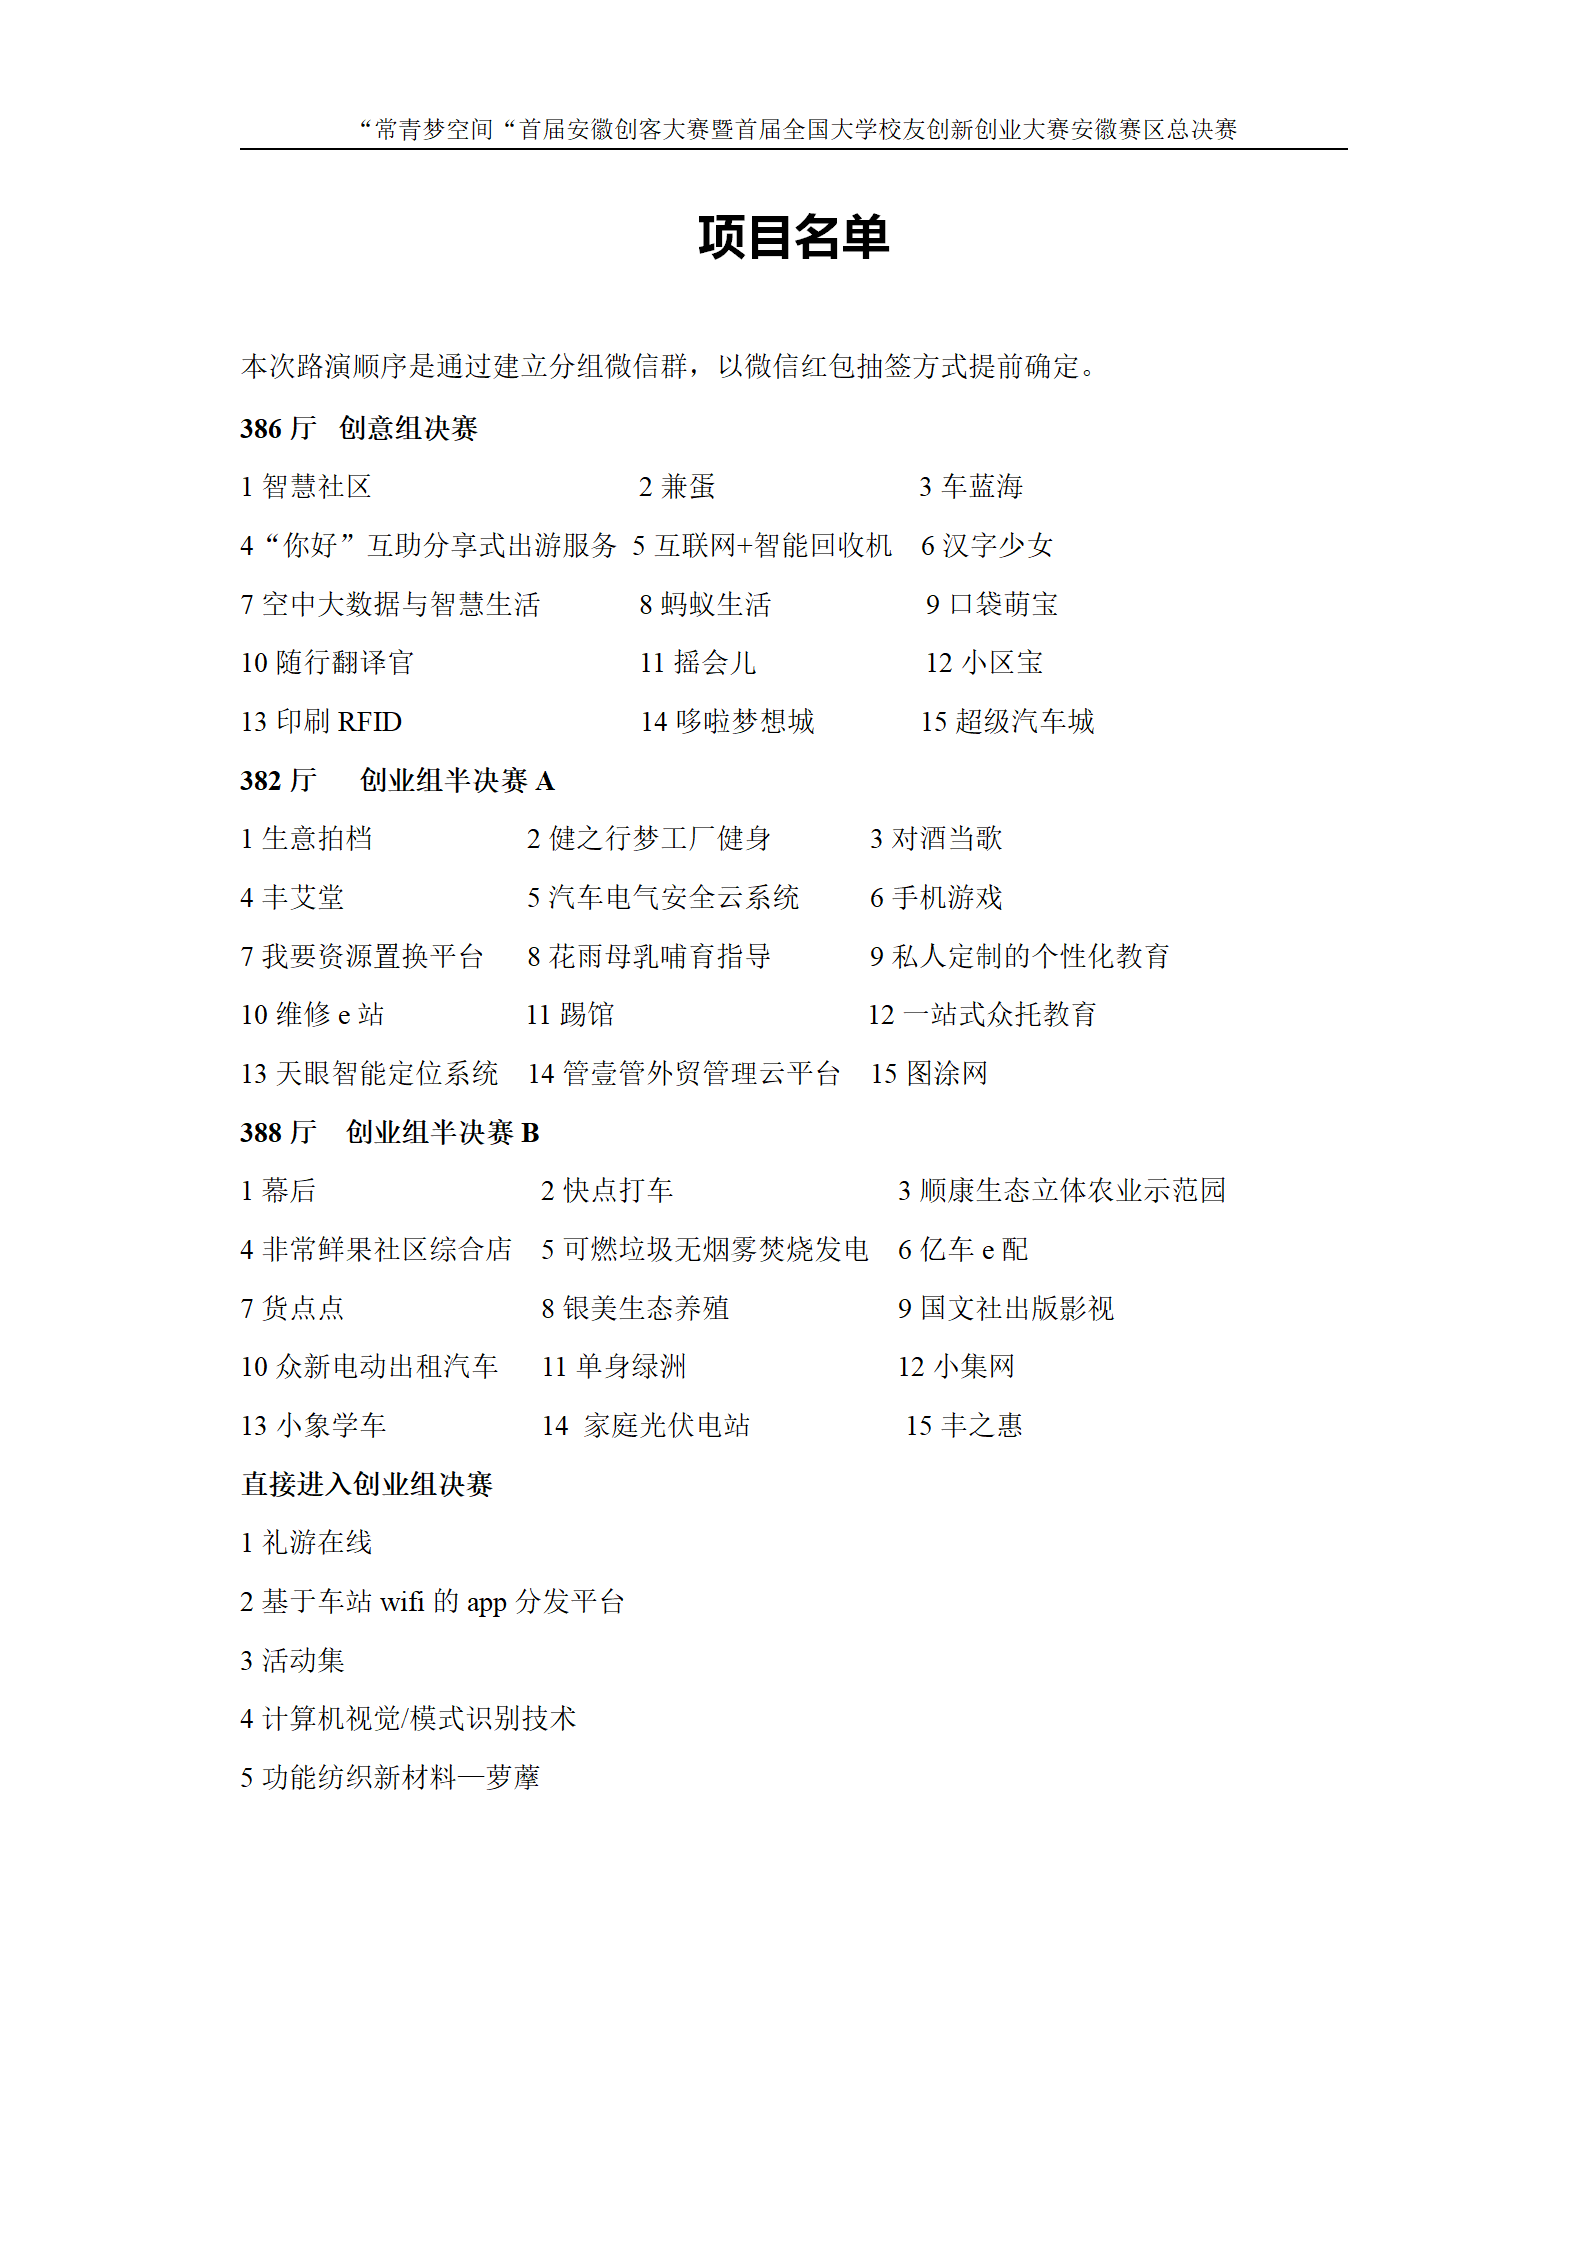 “常青梦空间“首届安徽创客大赛暨首届全国大学校友创新创业大赛安徽赛区总决赛
项目名单
本次路演顺序是通过建立分组微信群，以微信红包抽签方式提前确定。
386 厅 创意组决赛
1 智慧社区 2 兼蛋 3 车蓝海
4“你好”互助分享式出游服务 5 互联网+智能回收机 6 汉字少女
7 空中大数据与智慧生活 8 蚂蚁生活 9 口袋萌宝
10 随行翻译官 11 摇会儿 12 小区宝
13 印刷 RFID 14 哆啦梦想城 15 超级汽车城
382 厅 创业组半决赛 A
1 生意拍档 2 健之行梦工厂健身 3 对酒当歌
4 丰艾堂 5 汽车电气安全云系统 6 手机游戏
7 我要资源置换平台 8 花雨母乳哺育指导 9 私人定制的个性化教育
10 维修 e 站 11 踢馆 12 一站式众托教育
13 天眼智能定位系统 14 管壹管外贸管理云平台 15 图涂网
388 厅 创业组半决赛 B
1 幕后 2 快点打车 3 顺康生态立体农业示范园
4 非常鲜果社区综合店 5 可燃垃圾无烟雾焚烧发电 6 亿车 e 配
7 货点点 8 银美生态养殖 9 国文社出版影视
10 众新电动出租汽车 11 单身绿洲 12 小集网
13 小象学车 14 家庭光伏电站 15 丰之惠
直接进入创业组决赛
1 礼游在线
2 基于车站 wifi 的 app 分发平台
3 活动集
4 计算机视觉/模式识别技术
5 功能纺织新材料—萝藦